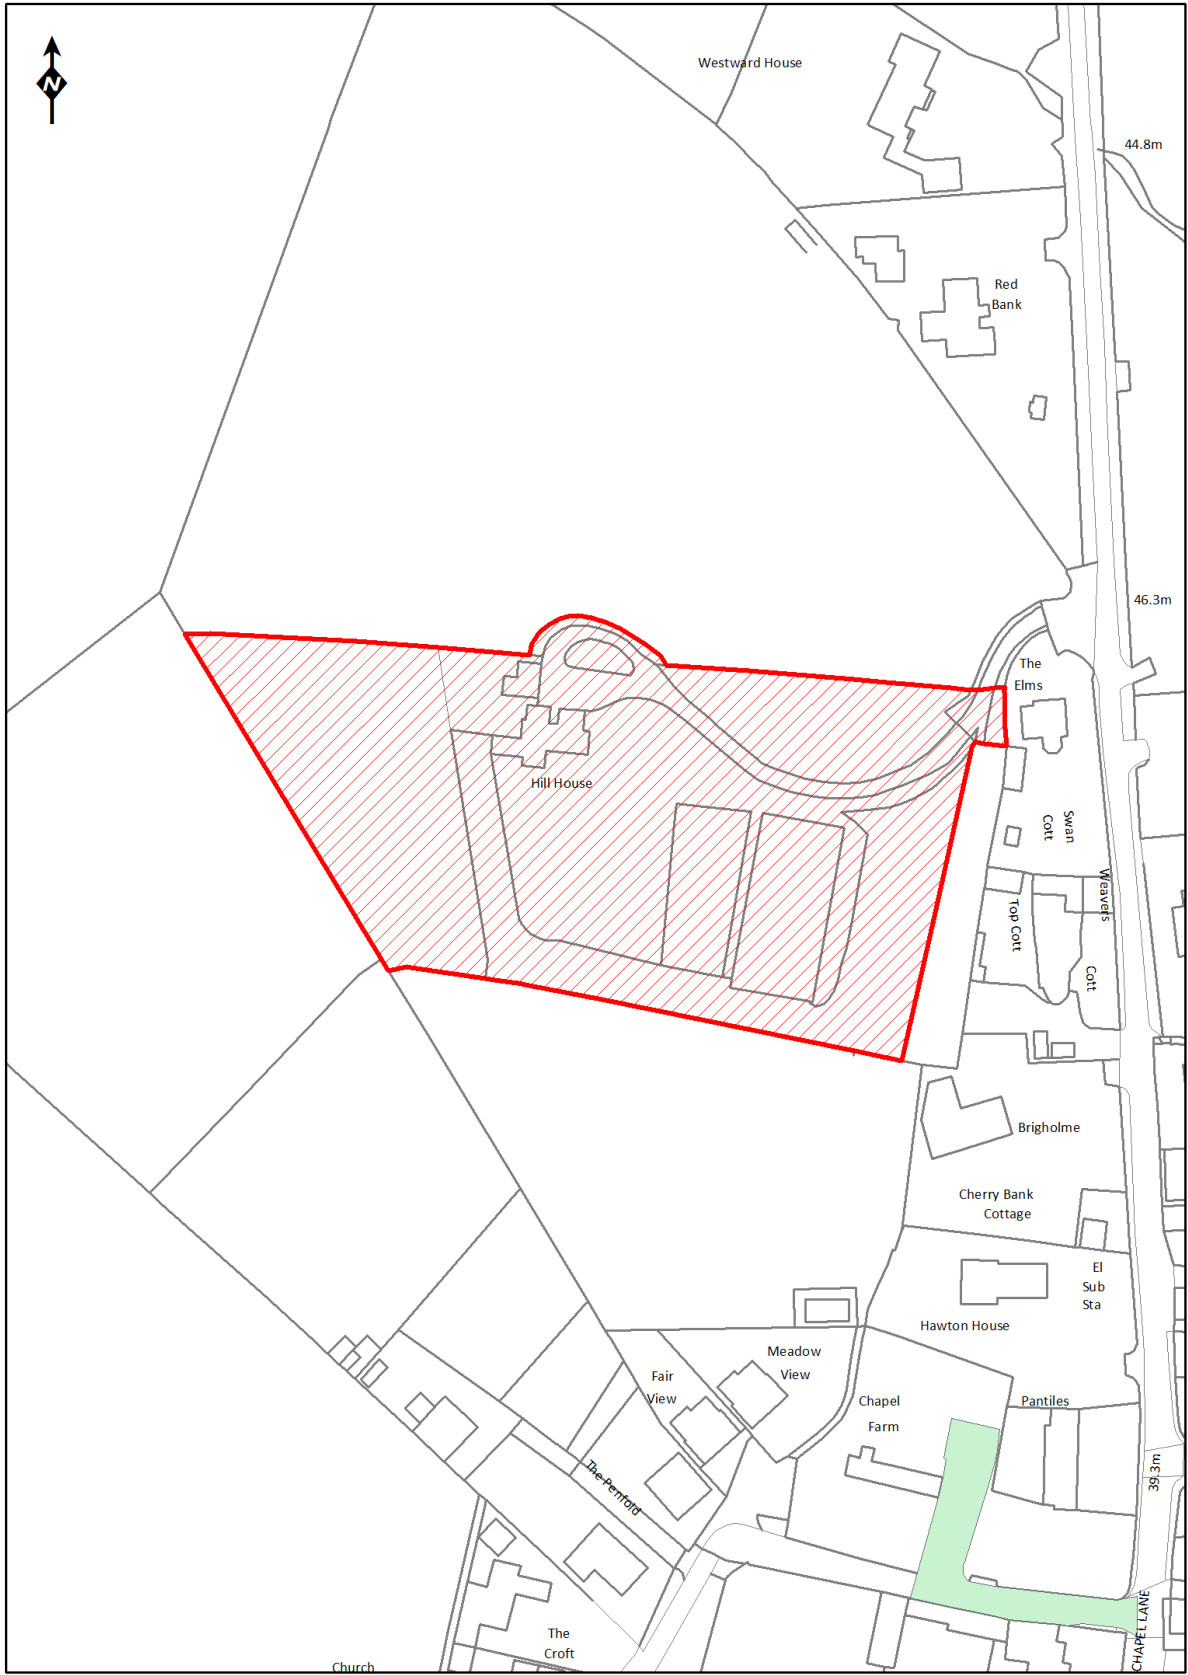 Westward House
N
44.8m
Red
Bank
46.3m
The
Elms
Hill House
Swan
Cott
Weavers
Top Cott
Cott
Brigholme
Cherry Bank
Cottage
El
Sub
Sta
Hawton House
Meadow
View
Fair
View
Chapel
Farm
Pantiles
39.3m
The Penfold
CHAPEL LANE
The
Croft
Church